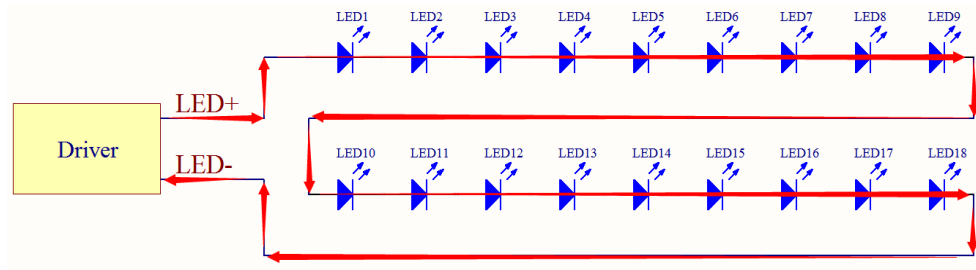 LED1 LED2 LED3 LED4 LED5 LED6 LED7 LED8 LED9
LED+
Driver
LED-
LED10 LED11 LED12 LED13 LED14 LED15 LED16 LED17 LED18